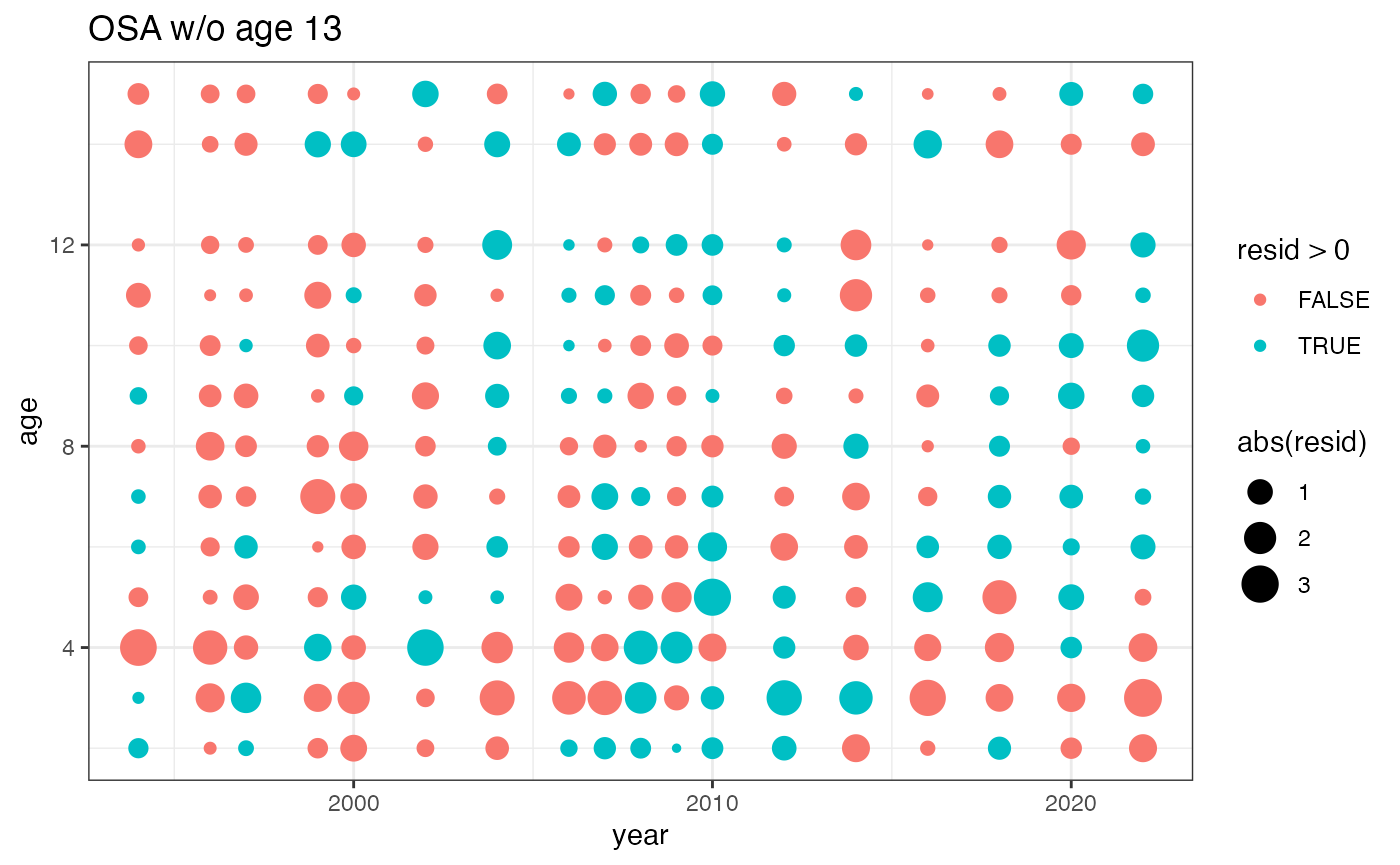 OSA w/o age 13
12
8
4
age
2000
2010
2020
year
resid > 0
FALSE
TRUE
abs(resid)
1
2
3